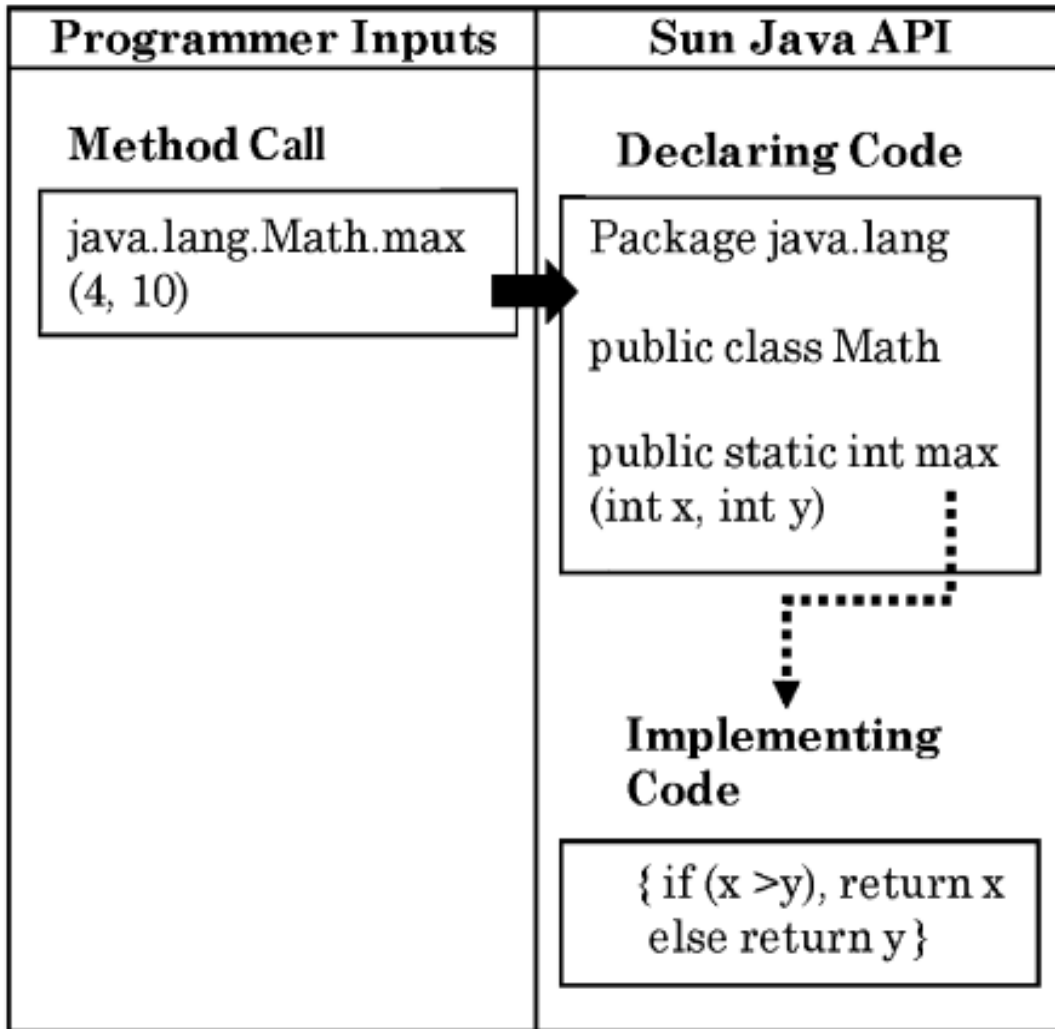 Programmer Inputs
Sun Java API
Method Call
java.lang.Math.max
(4, 10)
Declaring Code
Package java.lang
public class Math
public static int max
(int x, int y)
Implementing
Code
{ if (x >y), return x
else return y }